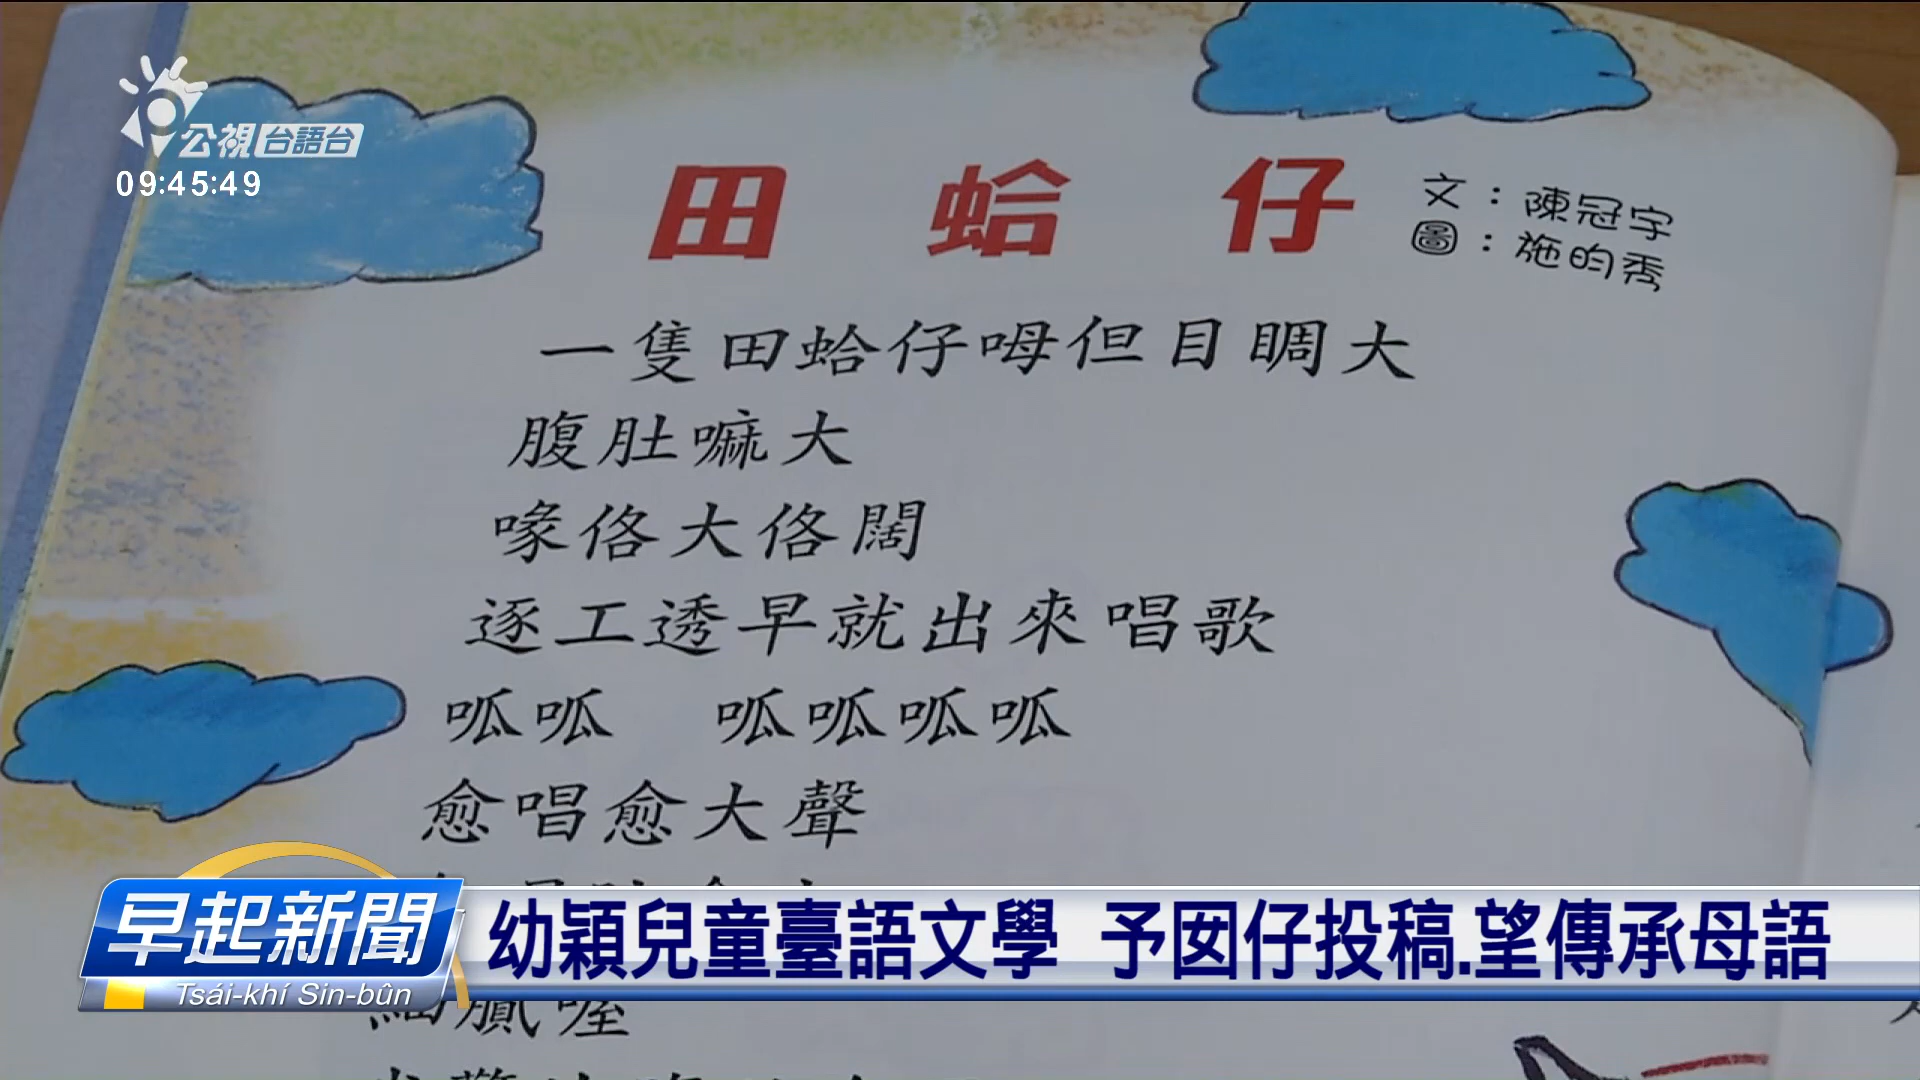 公視台語台
09:45:49
田蛤仔
文：陳冠宇
圖：施昀秀
一隻田蛤仔呣但目睭大
腹肚嘛大
喙佫大佫闊
逐工透早就出來唱歌
呱呱 呱呱呱呱
愈唱愈大聲
早起新聞
Tsái-khí Sin-bûn
幼穎兒童臺語文學 予囡仔投稿.望傳承母語